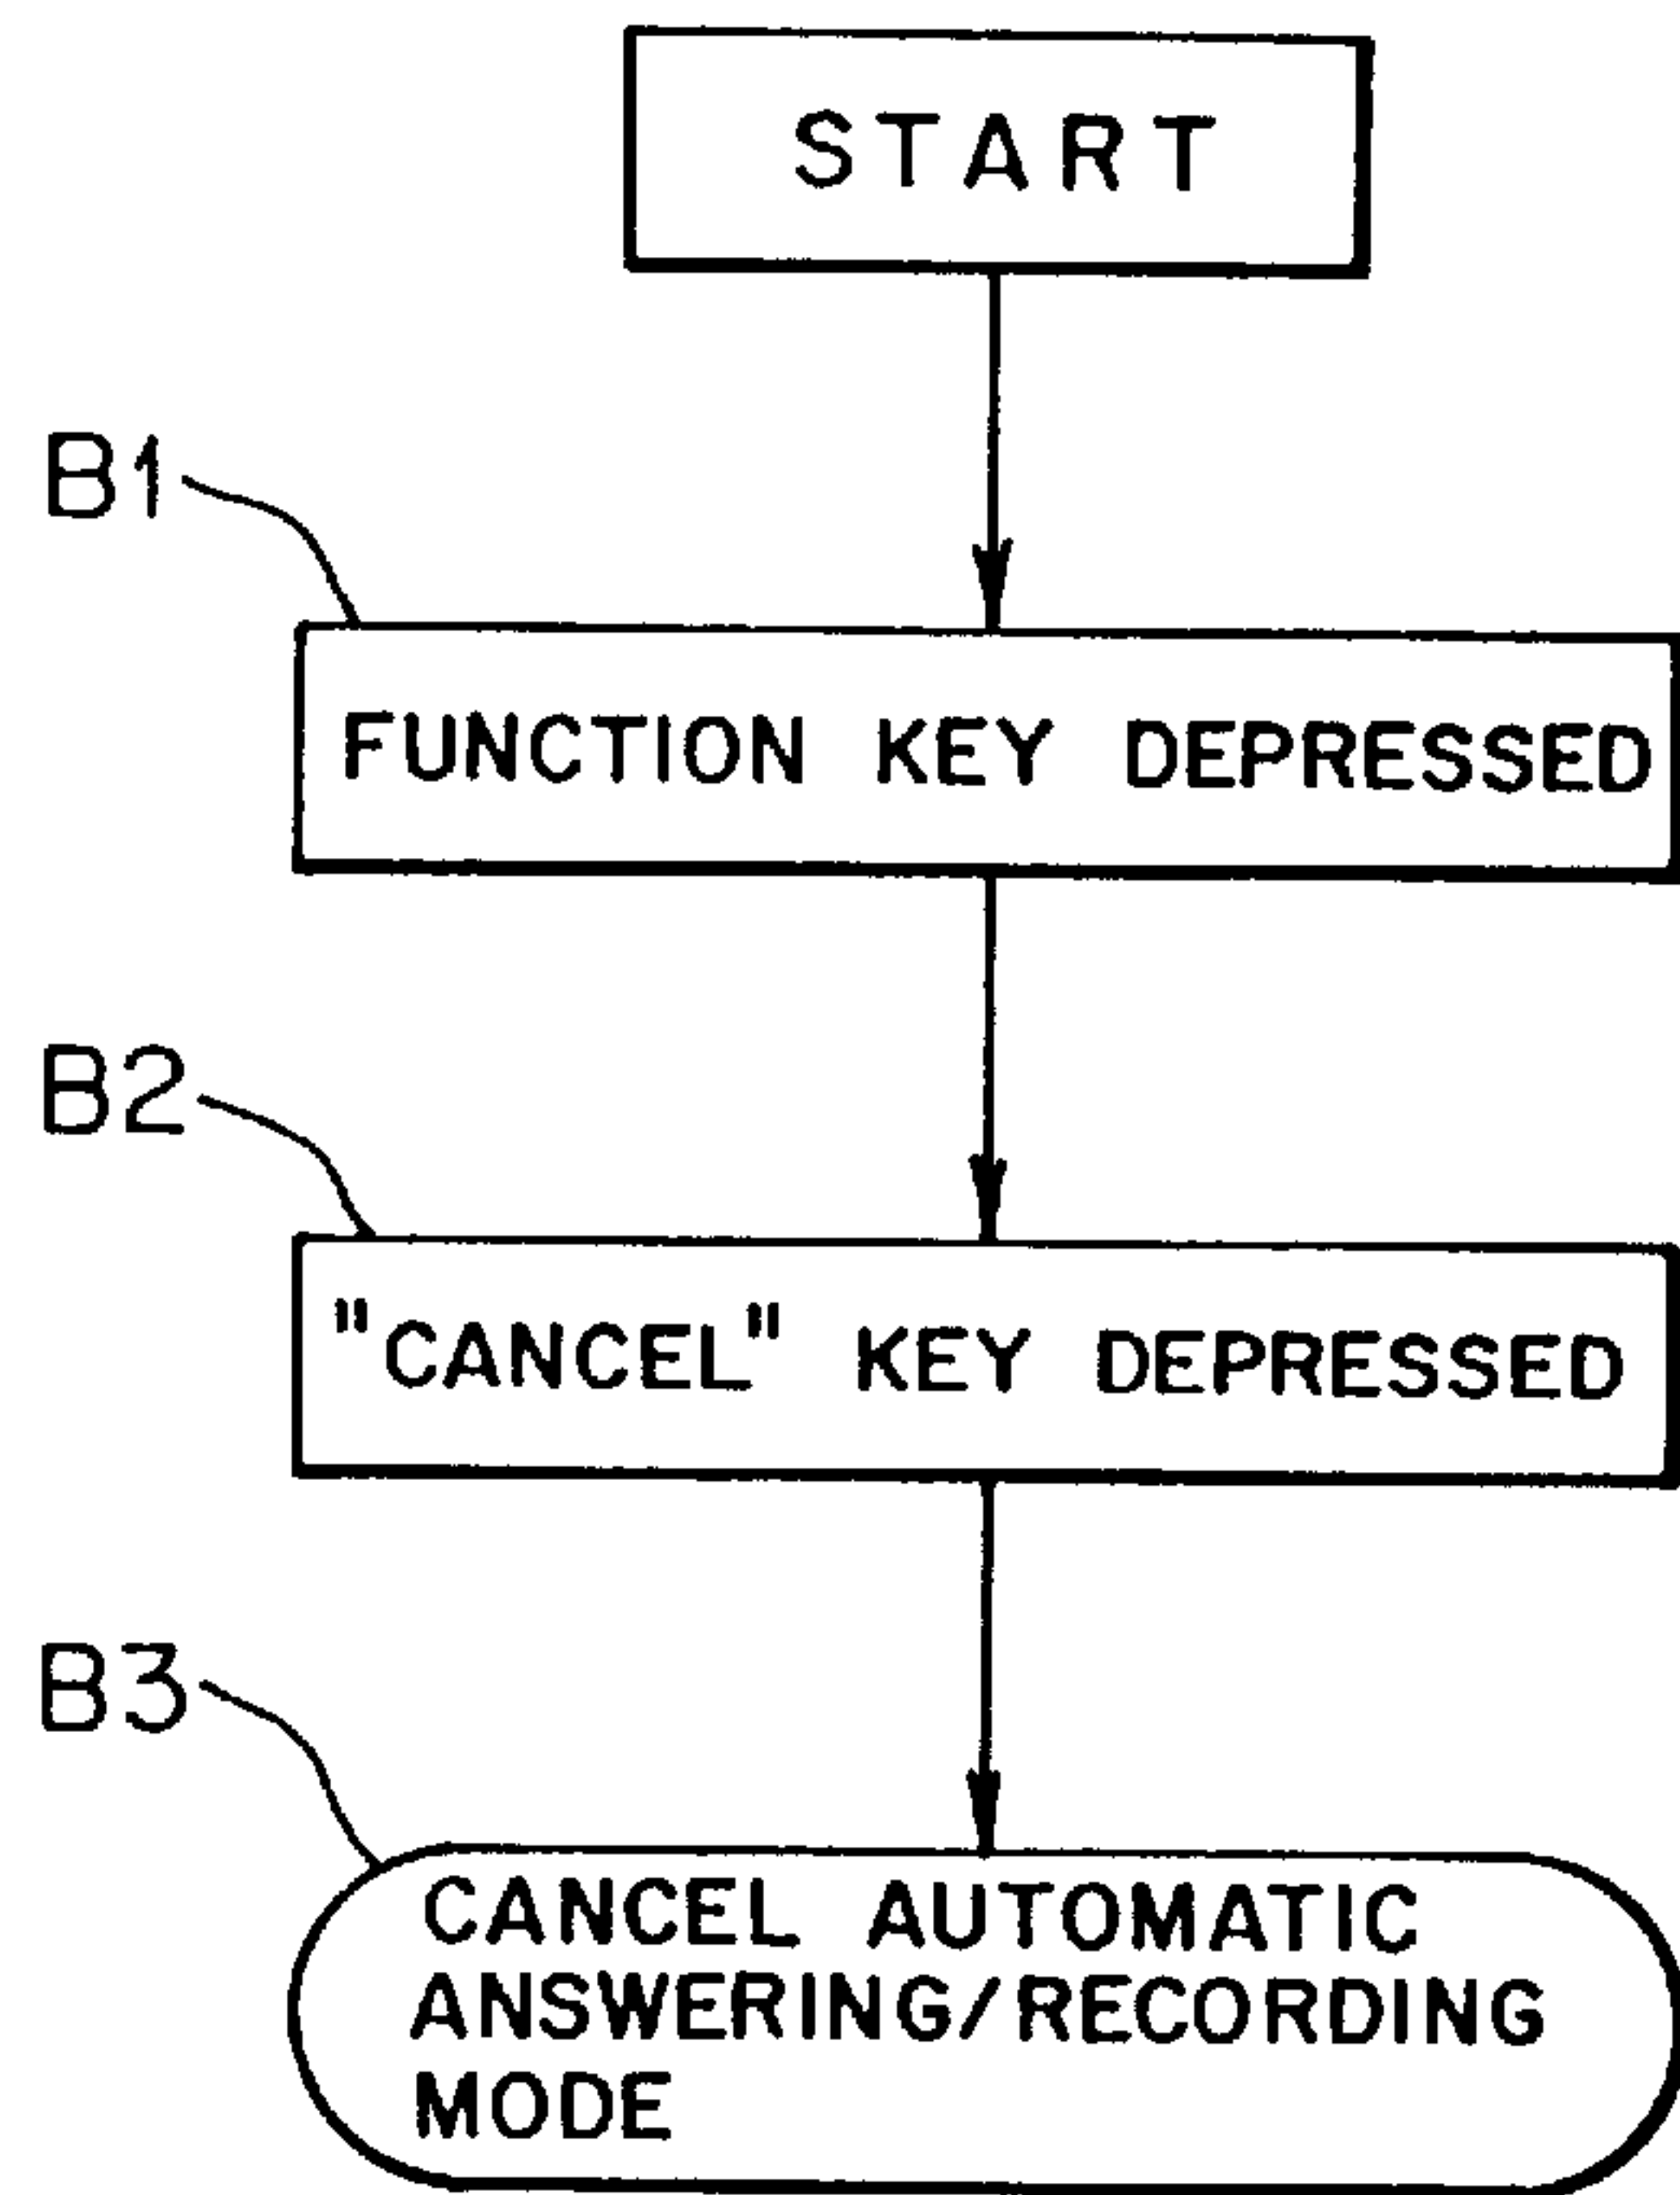 START
B1
FUNCTION KEY DEPRESSED
B2
"CANCEL" KEY DEPRESSED
B3
CANCEL AUTOMATIC
ANSWERING/RECORDING
MODE